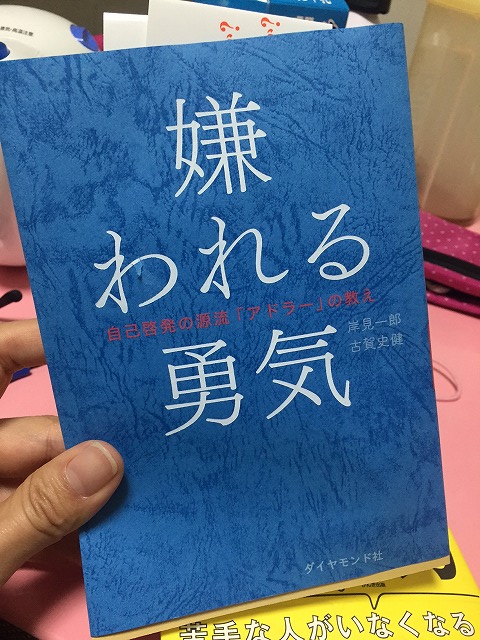 嫌
われる
勇気
自己啓発の源流「アドラー」の教え
岸見一郎
古賀史健
ダイヤモンド社
苦手な人がいなくなる